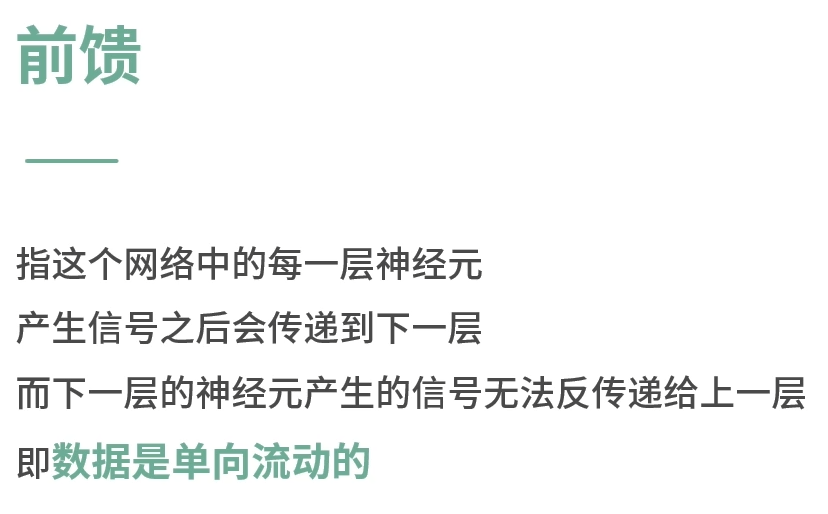 前馈
指这个网络中的每一层神经元
产生信号之后会传递到下一层
而下一层的神经元产生的信号无法反传递给上一层
即数据是单向流动的